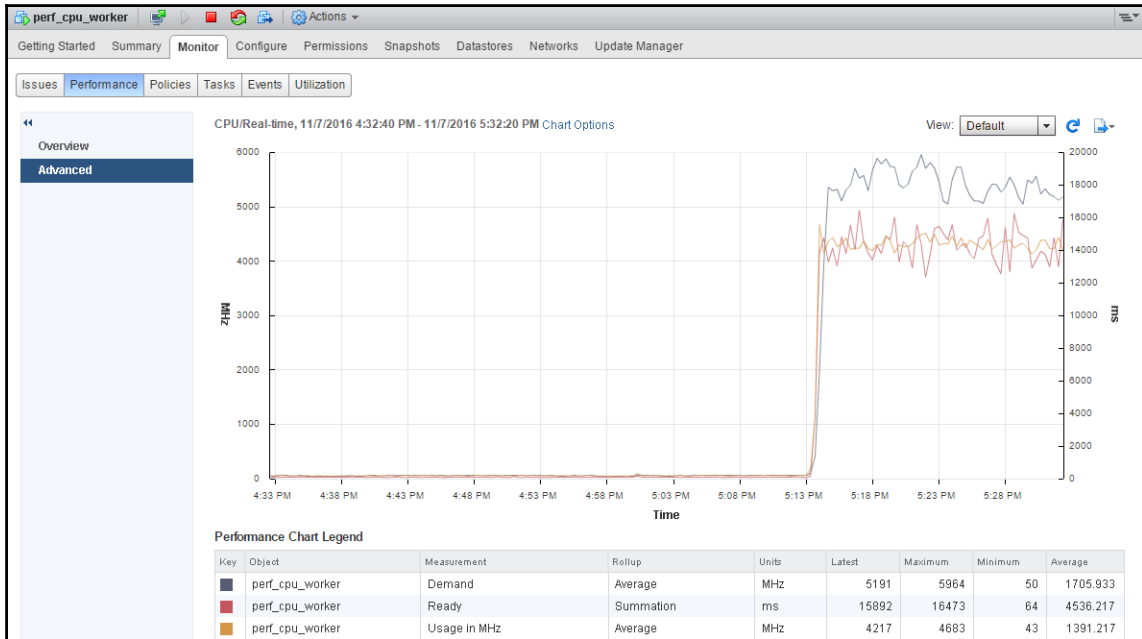 perf_cpu_worker Actions
Getting Started Summary Monitor Configure Permissions Snapshots Datastores Networks Update Manager
Issues Performance Policies Tasks Events Utilization
Overview
Advanced
CPU/Real-time, 11/7/2016 4:32:40 PM - 11/7/2016 5:32:20 PM Chart Options View: Default
6000 20000
18000
5000
16000
14000
4000
12000
MHz 3000 10000 ms
8000
2000
6000
4000
1000
2000
0 0
4:33 PM 4:38 PM 4:43 PM 4:48 PM 4:53 PM 4:58 PM 5:03 PM 5:08 PM 5:13 PM 5:18 PM 5:23 PM 5:28 PM
Time
Performance Chart Legend
Key Object Measurement Rollup Units Latest Maximum Minimum Average
perf_cpu_worker Demand Average MHz 5191 5964 50 1705.933
perf_cpu_worker Ready Summation ms 15892 16473 64 4536.217
perf_cpu_worker Usage in MHz Average MHz 4217 4683 43 1391.217